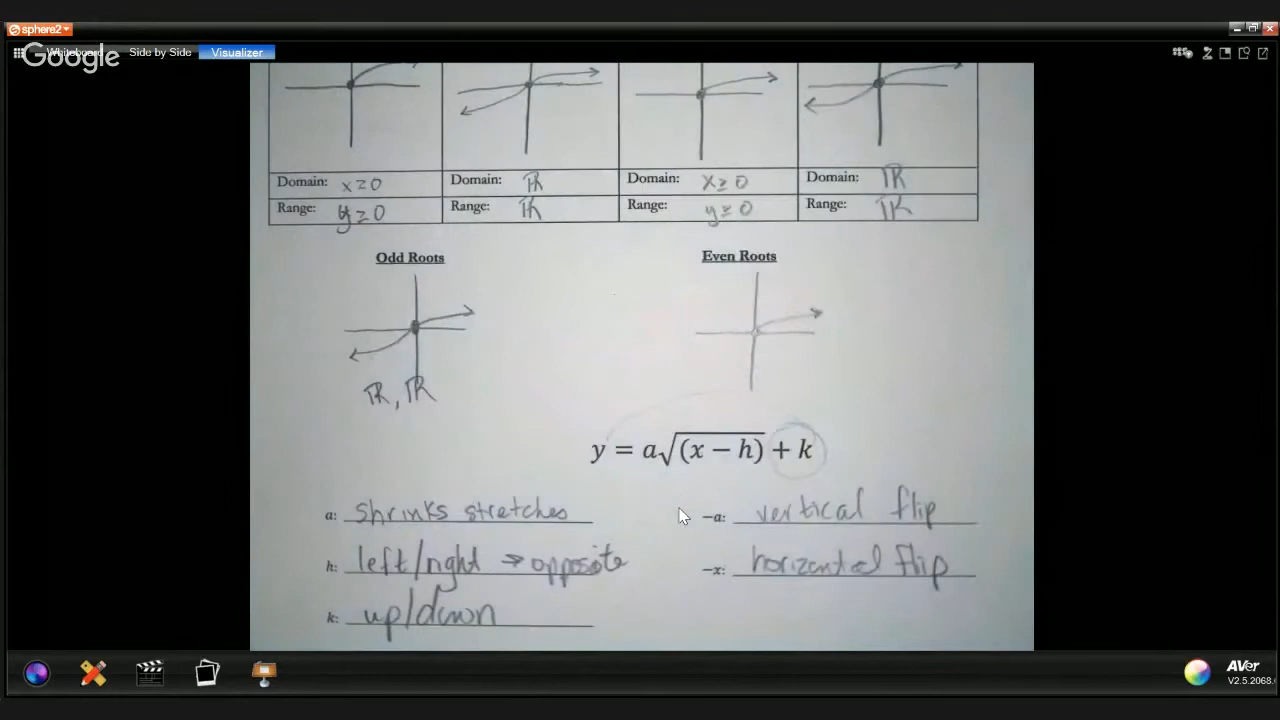 sphere2
Google
Whiteboard Side by Side Visualizer
Domain: x ≥ 0 Domain: ℝ Domain: x ≥ 0 Domain: ℝ
Range: y ≥ 0 Range: ℝ Range: y ≥ 0 Range: ℝ
Odd Roots Even Roots
ℝ, ℝ
y = a√(x − h) + k
a: shrinks stretches −a: vertical flip
h: left/right → opposite −x: horizontal flip
k: up/down
AVer
V2.5.2068.